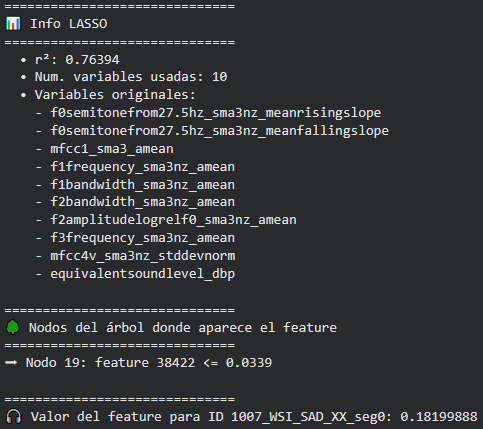 ==============================
📊 Info LASSO
==============================
• r²: 0.76394
• Num. variables usadas: 10
• Variables originales:
- f0semitonefrom27.5hz_sma3nz_meanrisingslope
- f0semitonefrom27.5hz_sma3nz_meanfallingslope
- mfcc1_sma3_amean
- f1frequency_sma3nz_amean
- f1bandwidth_sma3nz_amean
- f2bandwidth_sma3nz_amean
- f2amplitudelogrelf0_sma3nz_amean
- f3frequency_sma3nz_amean
- mfcc4v_sma3nz_stddevnorm
- equivalentsoundlevel_dbp
==============================
🌳 Nodos del árbol donde aparece el feature
==============================
➡ Nodo 19: feature 38422 <= 0.0339
==============================
🎧 Valor del feature para ID 1007_WSI_SAD_XX_seg0: 0.18199888